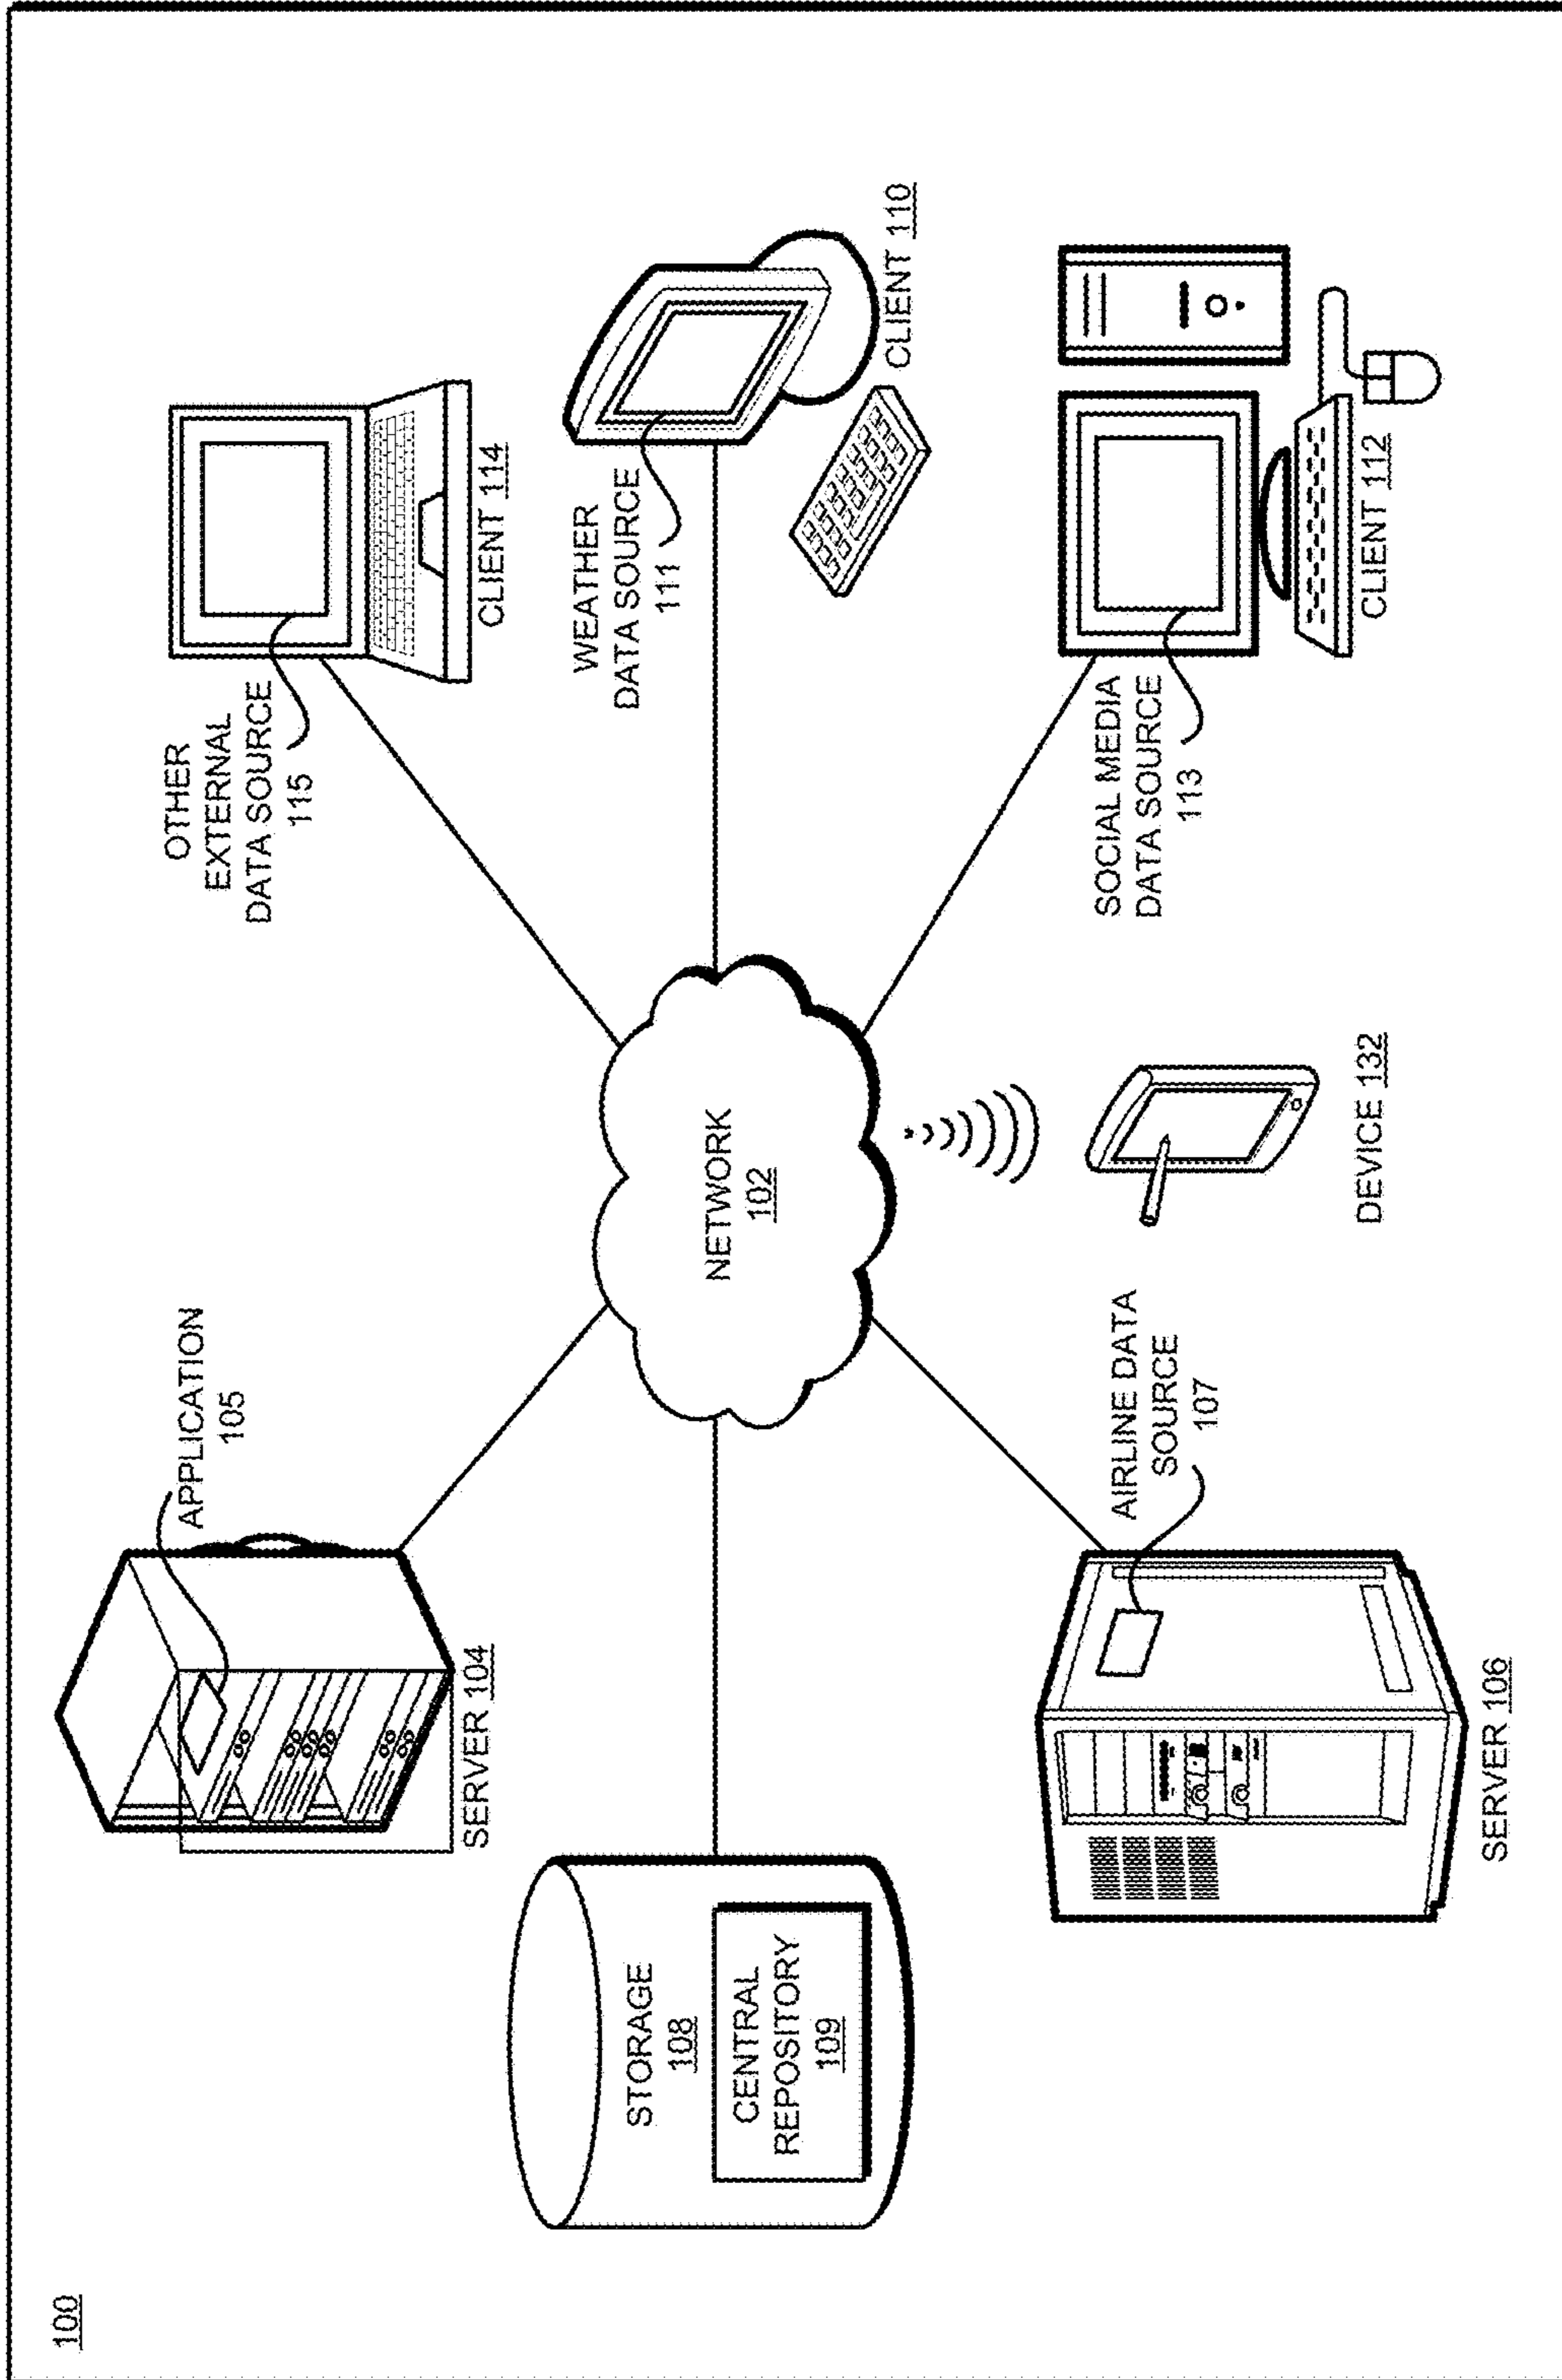 100
APPLICATION
105
SERVER 104
OTHER
EXTERNAL
DATA SOURCE
115
CLIENT 114
STORAGE
108
CENTRAL
REPOSITORY
109
NETWORK
102
WEATHER
DATA SOURCE
111
CLIENT 110
AIRLINE DATA
SOURCE
107
SERVER 106
DEVICE 132
SOCIAL MEDIA
DATA SOURCE
113
CLIENT 112